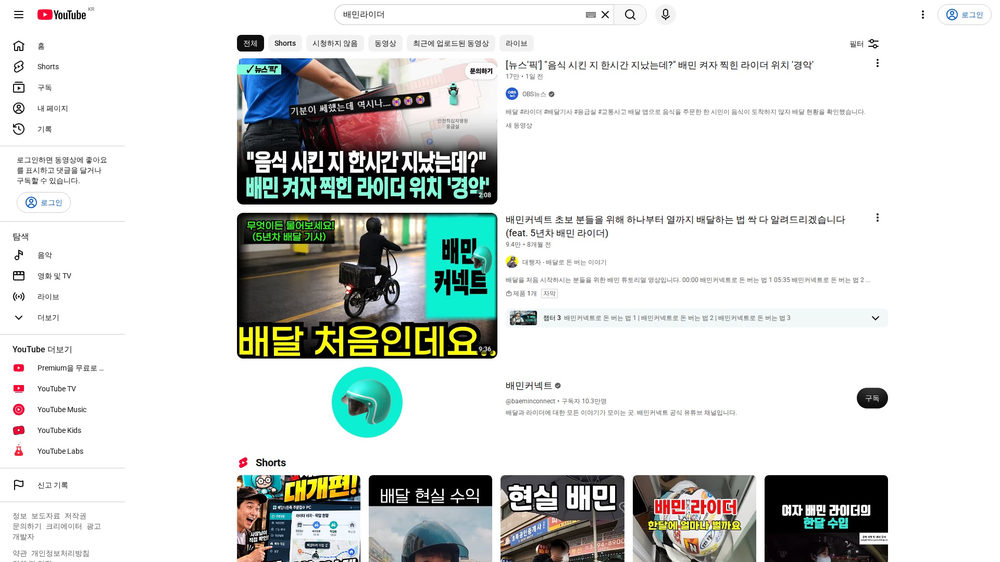 YouTube KR
배민라이더
로그인
홈
Shorts
구독
내 페이지
기록
로그인하면 동영상에 좋아요
를 표시하고 댓글을 달거나
구독할 수 있습니다.
로그인
탐색
음악
영화 및 TV
라이브
더보기
YouTube 더보기
Premium을 무료로 ...
YouTube TV
YouTube Music
YouTube Kids
YouTube Labs
신고 기록
정보 보도자료 저작권
문의하기 크리에이터 광고
개발자
약관 개인정보처리방침
전체 Shorts 시청하지 않음 동영상 최근에 업로드된 동영상 라이브
필터
뉴스'픽'
문의하기
기분이 쎄했는데 역시나...
응급실
"음식 시킨 지 한시간 지났는데?"
배민 켜자 찍힌 라이더 위치 '경악'
2:08
[뉴스'픽'] "음식 시킨 지 한시간 지났는데?" 배민 켜자 찍힌 라이더 위치 '경악'
17만 • 1일 전
OBS뉴스
배달 #라이더 #배달기사 #응급실 #교통사고 배달 앱으로 음식을 주문한 한 시민이 음식이 도착하지 않자 배달 현황을 확인했습니다.
새 동영상
무엇이든 물어보세요!
(5년차 배달 기사)
배민
커넥트
배달 처음인데요..
9:36
배민커넥트 초보 분들을 위해 하나부터 열까지 배달하는 법 싹 다 알려드리겠습니다
(feat. 5년차 배민 라이더)
9.4만 • 8개월 전
대행자 - 배달로 돈 버는 이야기
배달을 처음 시작하시는 분들을 위한 배민 튜토리얼 영상입니다. 00:00 배민커넥트로 돈 버는 법 1 05:35 배민커넥트로 돈 버는 법 2 ...
제품 1개 자막
챕터 3 배민커넥트로 돈 버는 법 1 | 배민커넥트로 돈 버는 법 2 | 배민커넥트로 돈 버는 법 3
배민커넥트
@baeminconnect • 구독자 10.3만명
배달과 라이더에 대한 모든 이야기가 모이는 곳. 배민커넥트 공식 유튜브 채널입니다.
구독
Shorts
대개편!
배달 현실 수익
현실 배민
배민 라이더
한달에 얼마나 벌까요
여자 배민 라이더의
한달 수입